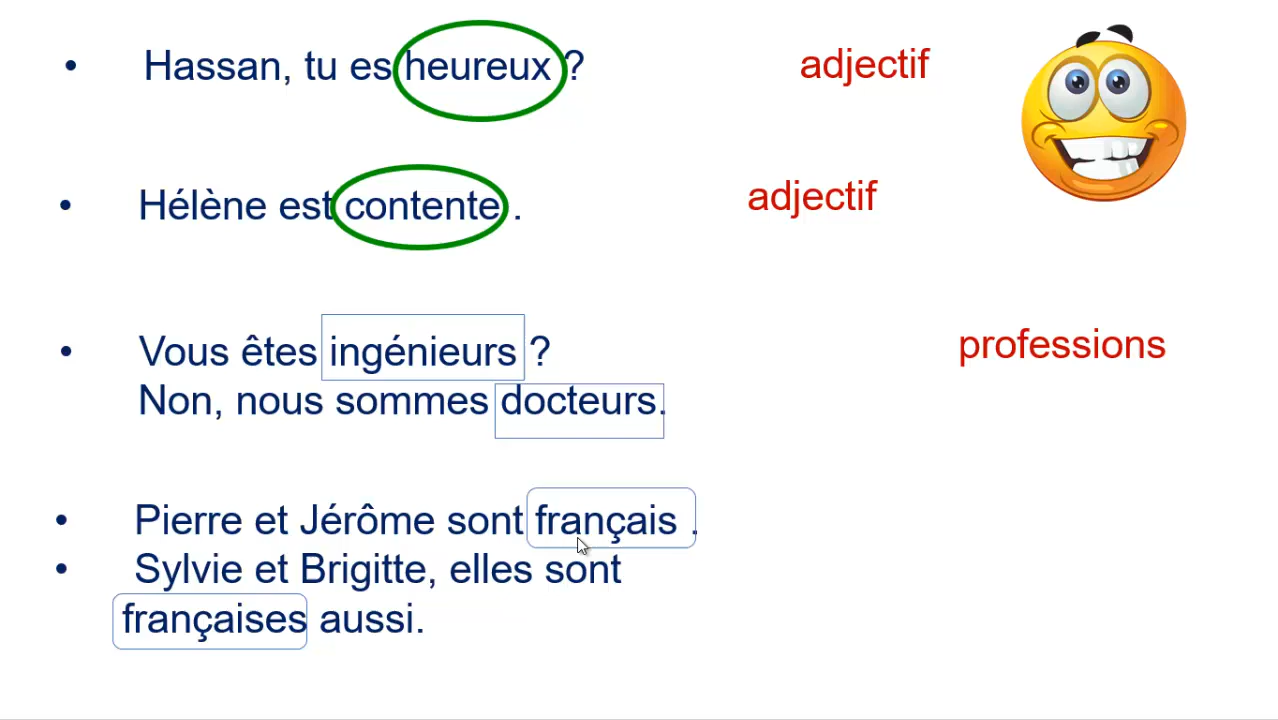 • Hassan, tu es heureux ? adjectif
• Hélène est contente . adjectif
• Vous êtes ingénieurs ? professions
Non, nous sommes docteurs.
• Pierre et Jérôme sont français .
• Sylvie et Brigitte, elles sont
françaises aussi.